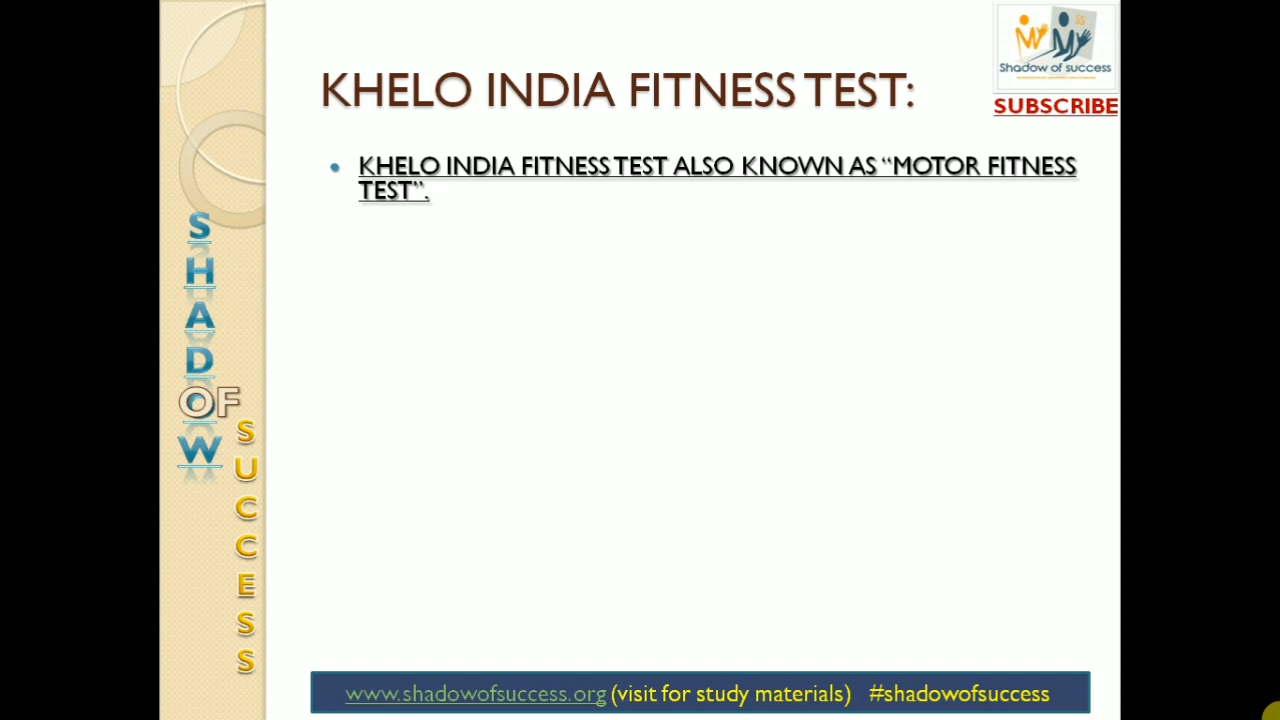 KHELO INDIA FITNESS TEST:
Shadow of success
SUBSCRIBE
• KHELO INDIA FITNESS TEST ALSO KNOWN AS “MOTOR FITNESS
TEST”.
SHADOW
OF
SUCCESS
www.shadowofsuccess.org (visit for study materials) #shadowofsuccess